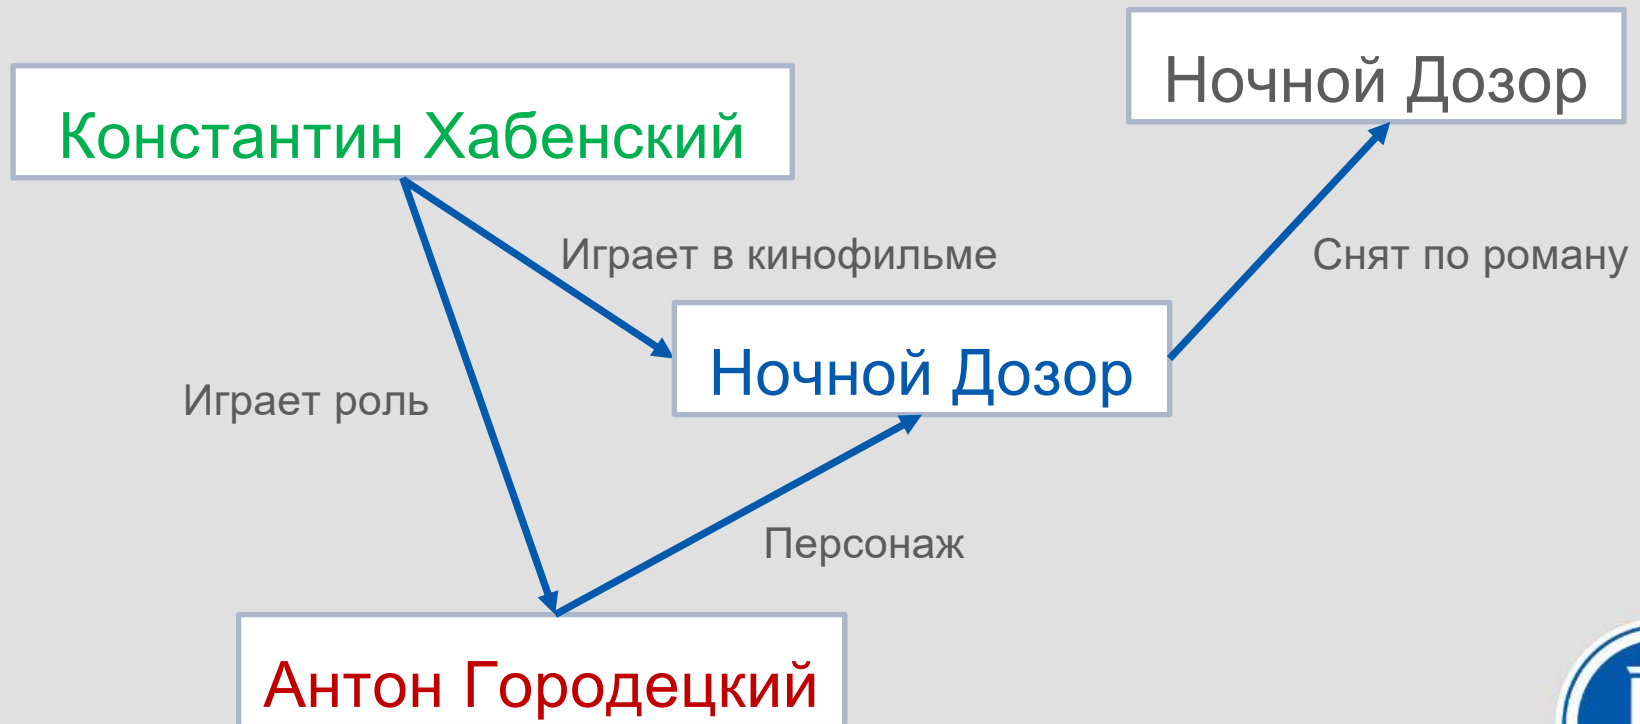 Ночной Дозор
Константин Хабенский
Играет в кинофильме
Снят по роману
Ночной Дозор
Играет роль
Персонаж
Антон Городецкий